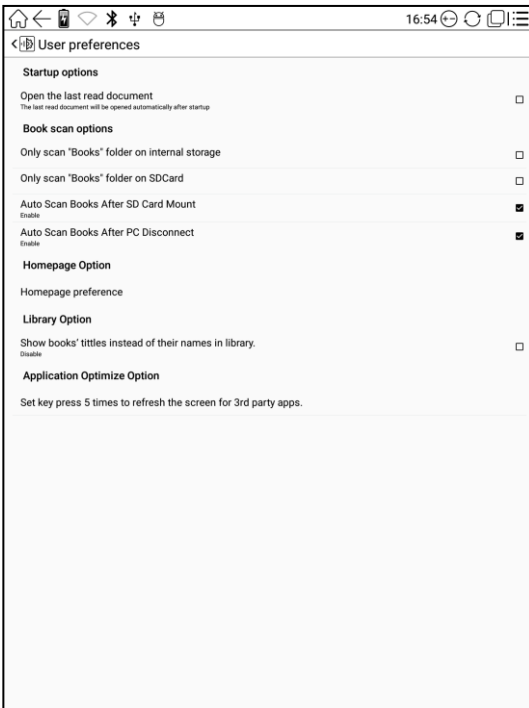 16:54
User preferences
Startup options
Open the last read document
The last read document will be opened automatically after startup
Book scan options
Only scan "Books" folder on internal storage
Only scan "Books" folder on SDCard
Auto Scan Books After SD Card Mount
Enable
Auto Scan Books After PC Disconnect
Enable
Homepage Option
Homepage preference
Library Option
Show books' tittles instead of their names in library.
Disable
Application Optimize Option
Set key press 5 times to refresh the screen for 3rd party apps.